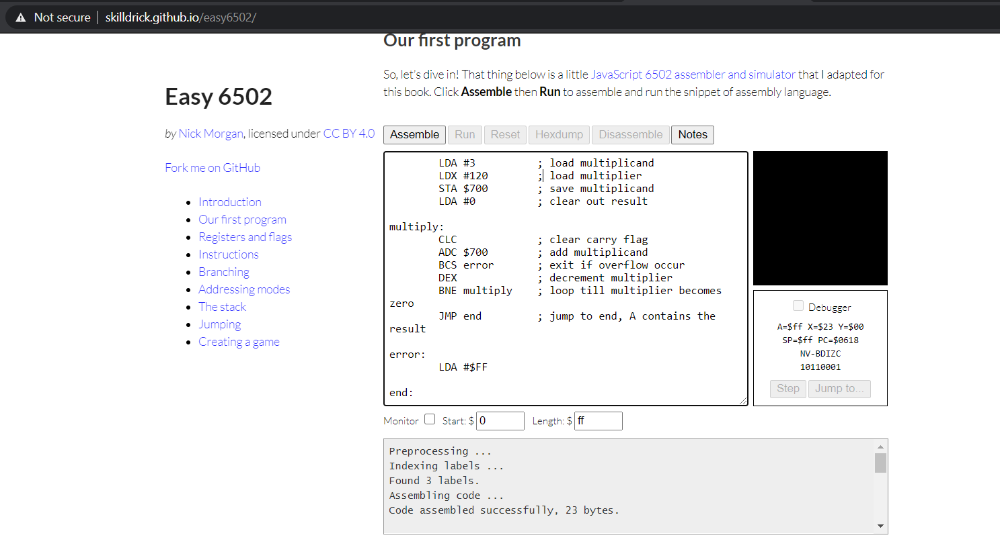 Not secure | skilldrick.github.io/easy6502/
Our first program
So, let's dive in! That thing below is a little JavaScript 6502 assembler and simulator that I adapted for
this book. Click Assemble then Run to assemble and run the snippet of assembly language.
Easy 6502
by Nick Morgan, licensed under CC BY 4.0
Fork me on GitHub
Introduction
Our first program
Registers and flags
Instructions
Branching
Addressing modes
The stack
Jumping
Creating a game
Assemble Run Reset Hexdump Disassemble Notes
LDA #3 ; load multiplicand
LDX #120 ; load multiplier
STA $700 ; save multiplicand
LDA #0 ; clear out result
multiply:
CLC ; clear carry flag
ADC $700 ; add multiplicand
BCS error ; exit if overflow occur
DEX ; decrement multiplier
BNE multiply ; loop till multiplier becomes
zero
JMP end ; jump to end, A contains the
result
error:
LDA #$FF
end:
Debugger
A=$ff X=$23 Y=$00
SP=$ff PC=$0618
NV-BDIZC
10110001
Step Jump to...
Monitor Start: $ 0 Length: $ ff
Preprocessing ...
Indexing labels ...
Found 3 labels.
Assembling code ...
Code assembled successfully, 23 bytes.